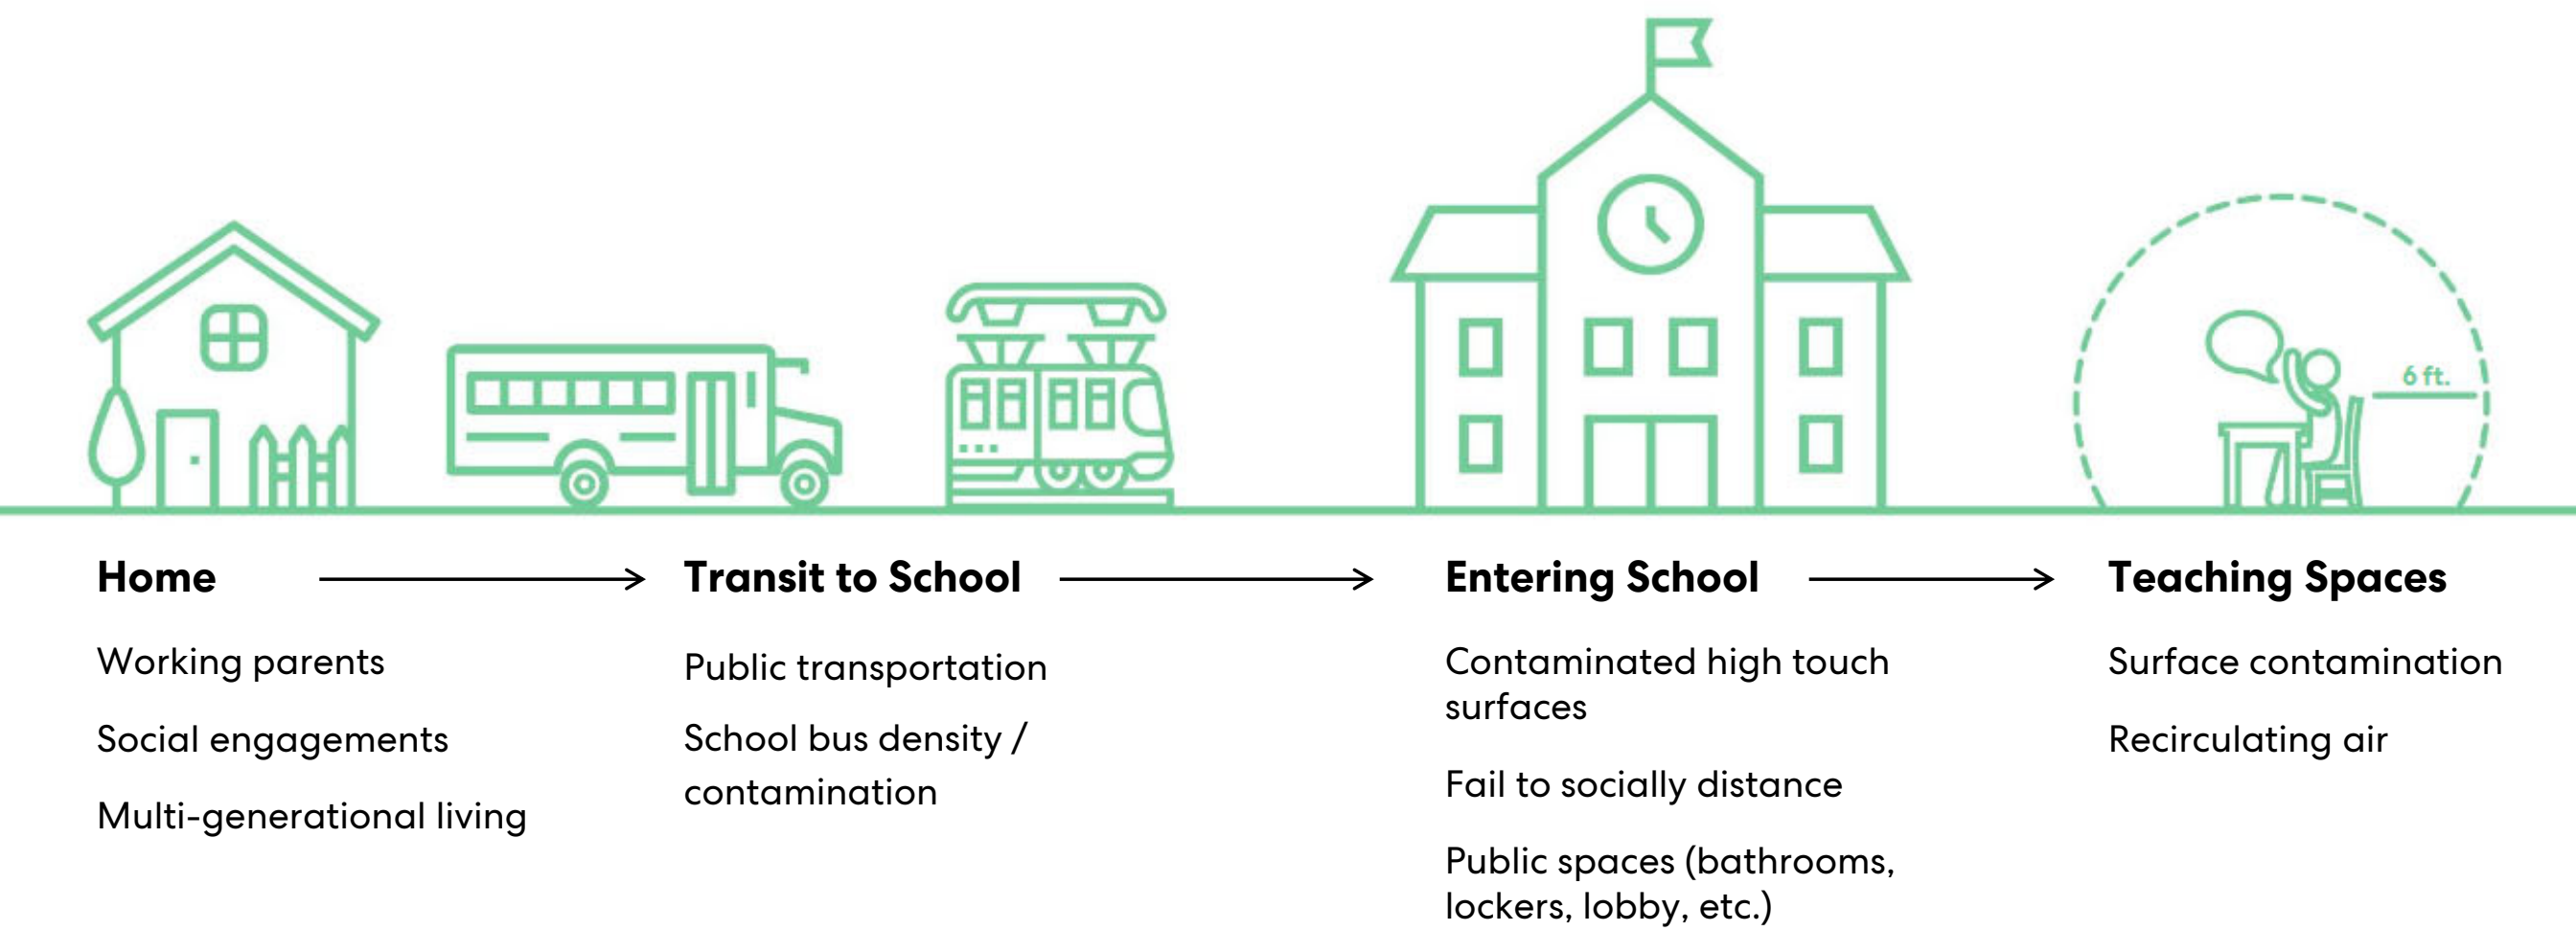 6 ft.
Home
Working parents
Social engagements
Multi-generational living
Transit to School
Public transportation
School bus density /
contamination
Entering School
Contaminated high touch
surfaces
Fail to socially distance
Public spaces (bathrooms,
lockers, lobby, etc.)
Teaching Spaces
Surface contamination
Recirculating air